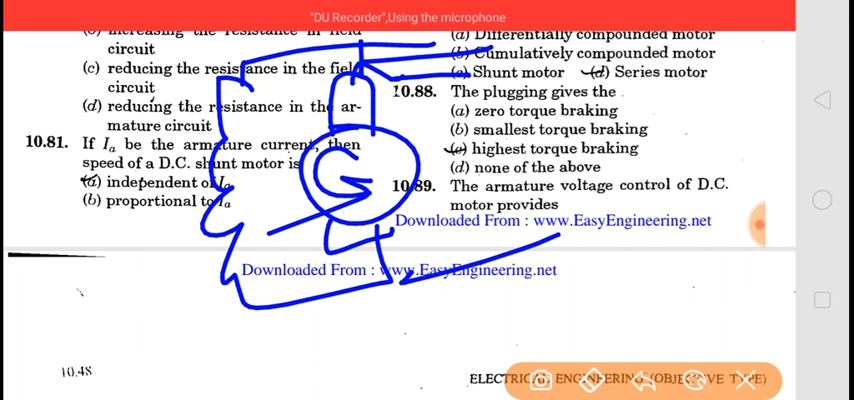 "DU Recorder",Using the microphone
(b) increasing the resistance in field
circuit
(c) reducing the resistance in the field
circuit
(d) reducing the resistance in the ar-
mature circuit
10.81. If Ia be the armature current, then
speed of a D.C. shunt motor is
(a) independent of Ia
(b) proportional to Ia
(a) Differentially compounded motor
(b) Cumulatively compounded motor
(c) Shunt motor (d) Series motor
10.88. The plugging gives the
(a) zero torque braking
(b) smallest torque braking
(c) highest torque braking
(d) none of the above
10.89. The armature voltage control of D.C.
motor provides
Downloaded From : www.EasyEngineering.net
Downloaded From : www.EasyEngineering.net
10.48
ELECTRICAL ENGINEERING (OBJECTIVE TYPE)